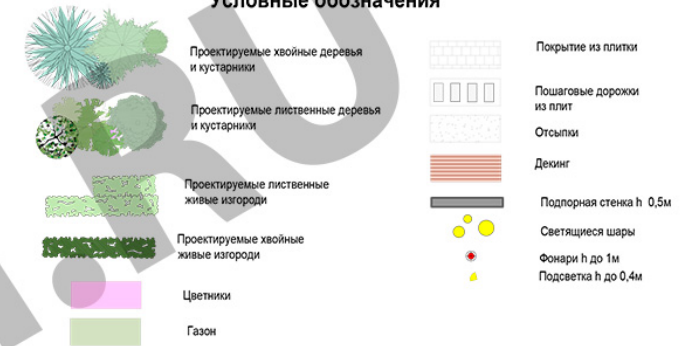 Условные обозначения
Проектируемые хвойные деревья
и кустарники
Проектируемые лиственные деревья
и кустарники
Проектируемые лиственные
живые изгороди
Проектируемые хвойные
живые изгороди
Цветники
Газон
Покрытие из плитки
Пошаговые дорожки
из плит
Отсыпки
Декинг
Подпорная стенка h 0,5м
Светящиеся шары
Фонари h до 1м
Подсветка h до 0,4м
.RU